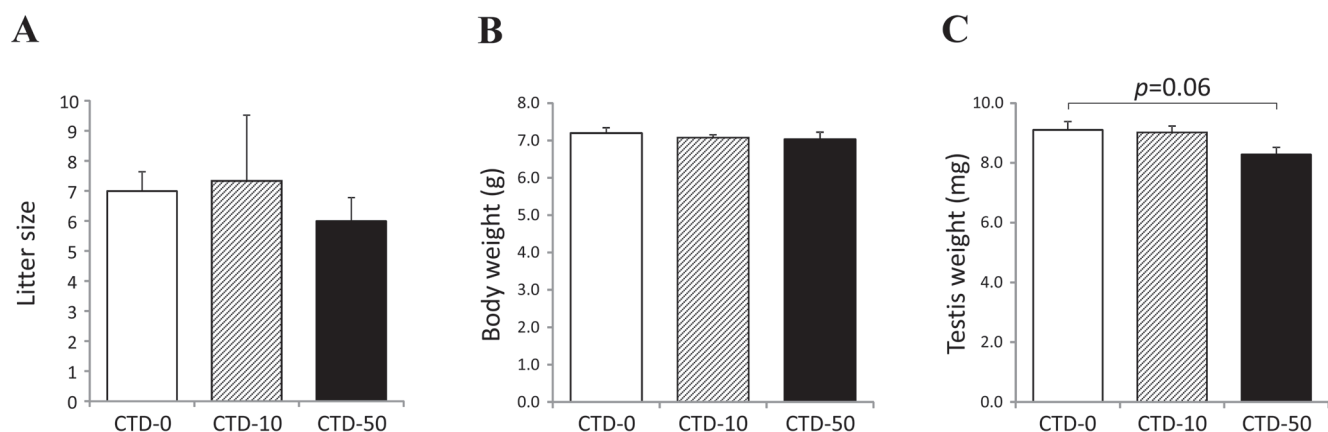 A
Litter size
10
9
8
7
6
5
4
3
2
1
0
CTD-0 CTD-10 CTD-50
B
Body weight (g)
8.0
7.0
6.0
5.0
4.0
3.0
2.0
1.0
0.0
CTD-0 CTD-10 CTD-50
C
p=0.06
Testis weight (mg)
10.0
8.0
6.0
4.0
2.0
0.0
CTD-0 CTD-10 CTD-50